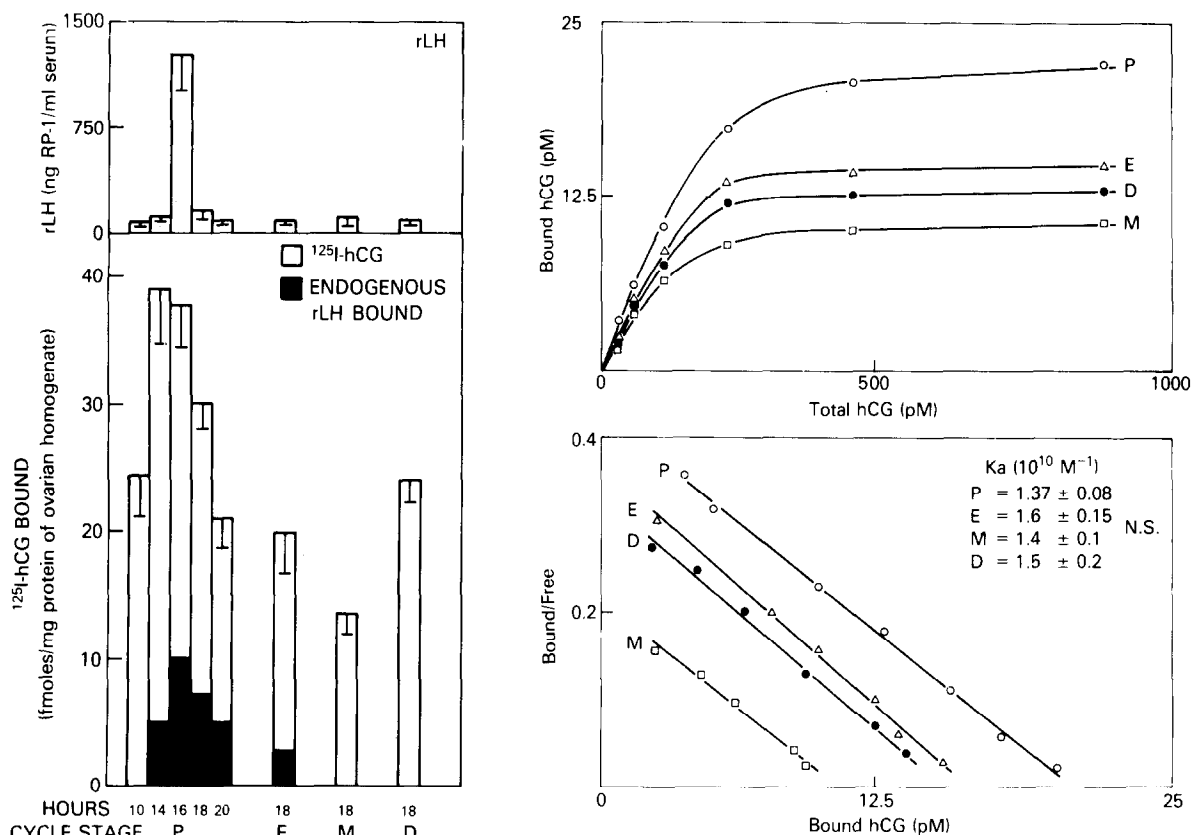 1500
rLH
750
0
rLH (ng RP-1/ml serum)
125I-hCG
ENDOGENOUS
rLH BOUND
40
30
20
10
0
125I-hCG BOUND
(fmoles/mg protein of ovarian homogenate)
HOURS 10 14 16 18 20 18 18 18
CYCLE STAGE P E M D
25
12.5
Bound hCG (pM)
P
E
D
M
0 500 1000
Total hCG (pM)
0.4
0.2
Bound/Free
P
E
D
M
Ka (10^10 M^-1)
P = 1.37 ± 0.08
E = 1.6 ± 0.15
M = 1.4 ± 0.1
D = 1.5 ± 0.2
N.S.
0 12.5 25
Bound hCG (pM)